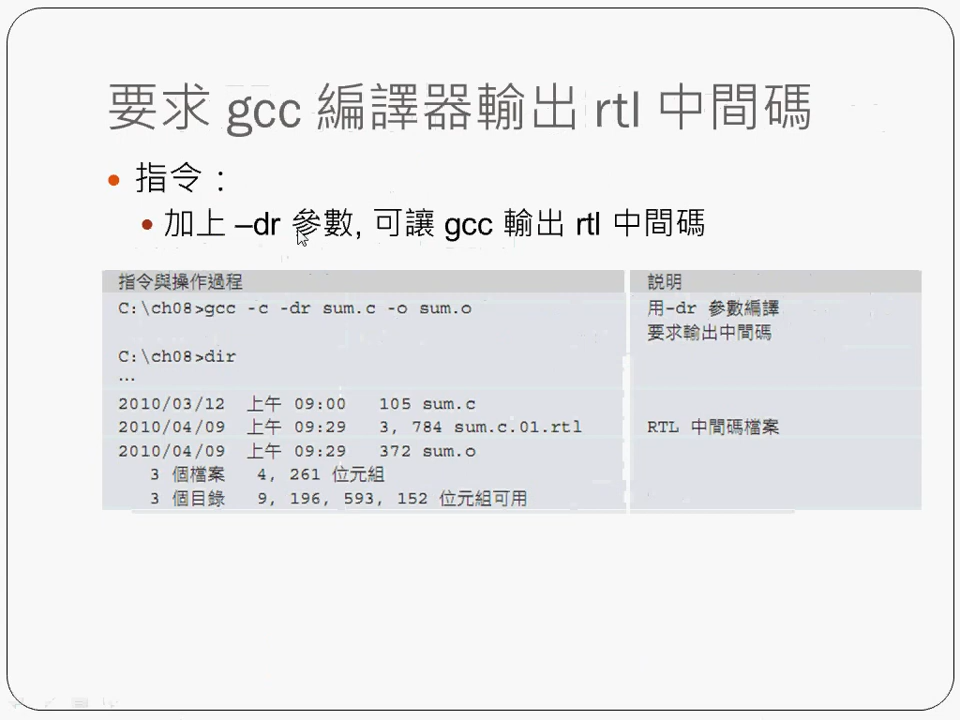 要求 gcc 編譯器輸出 rtl 中間碼
指令：
加上 –dr 參數, 可讓 gcc 輸出 rtl 中間碼
指令與操作過程 說明
C:\ch08>gcc -c -dr sum.c -o sum.o 用-dr 參數編譯
要求輸出中間碼
C:\ch08>dir
…
2010/03/12 上午 09:00 105 sum.c
2010/04/09 上午 09:29 3, 784 sum.c.01.rtl RTL 中間碼檔案
2010/04/09 上午 09:29 372 sum.o
3 個檔案 4, 261 位元組
3 個目錄 9, 196, 593, 152 位元組可用